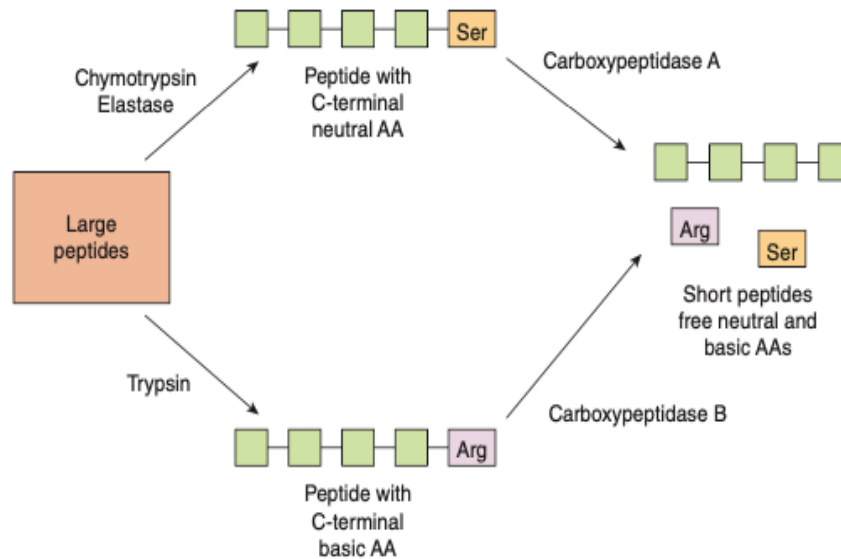 Ser
Chymotrypsin
Elastase
Peptide with
C-terminal
neutral AA
Carboxypeptidase A
Large
peptides
Arg
Ser
Short peptides
free neutral and
basic AAs
Trypsin
Carboxypeptidase B
Arg
Peptide with
C-terminal
basic AA